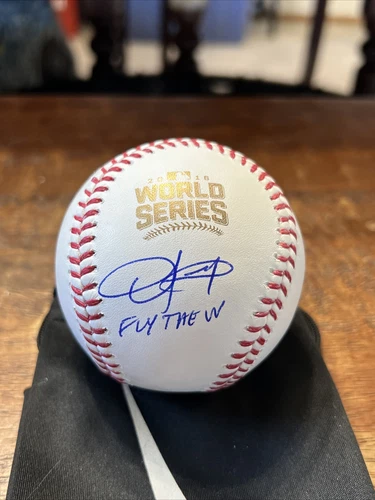 2016
WORLD
SERIES
FLY THE W